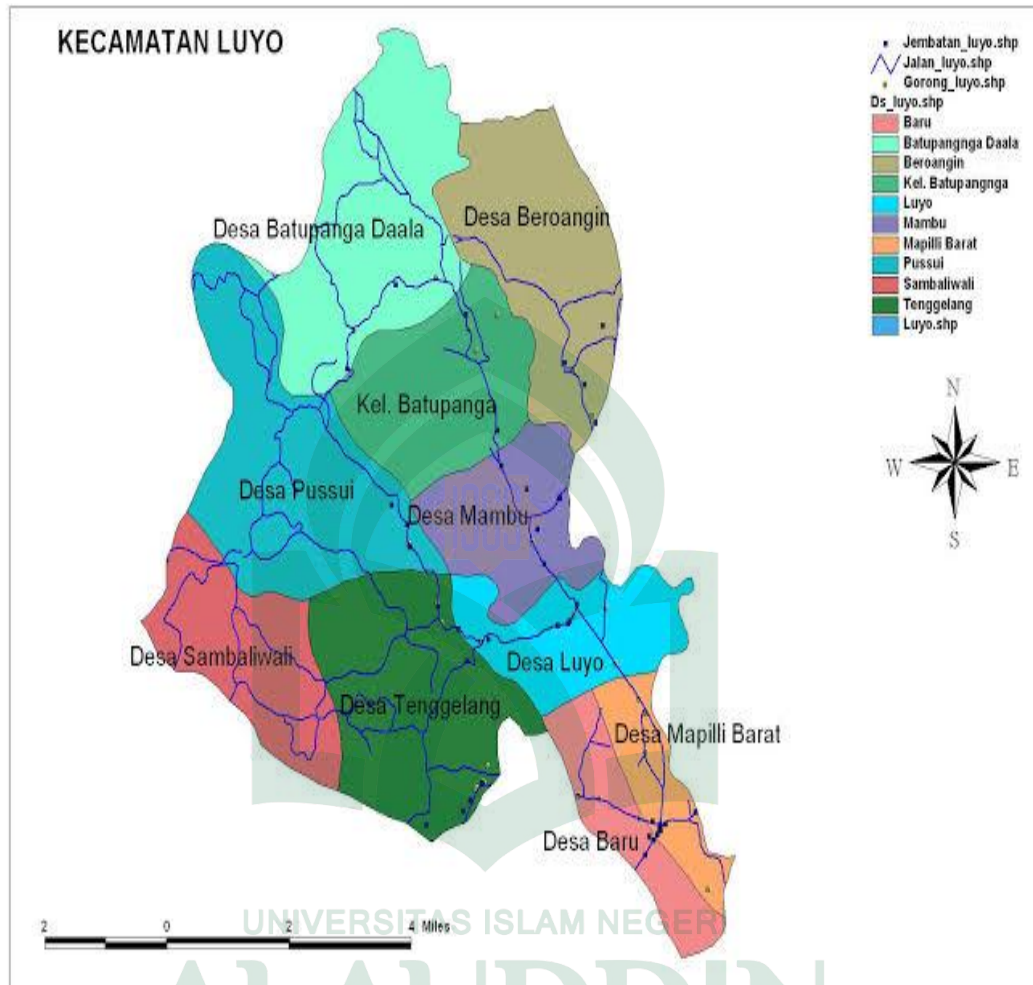 KECAMATAN LUYO
Jembatan_luyo.shp
Jalan_luyo.shp
Gorong_luyo.shp
Ds_luyo.shp
Baru
Batupangnga Daala
Beroangin
Kel. Batupangnga
Luyo
Mambu
Mapilli Barat
Pussui
Sambaliwali
Tenggelang
Luyo.shp
Desa Batupanga Daala
Desa Beroangin
Kel. Batupanga
Desa Pussui
Desa Mambu
Desa Sambaliwali
Desa Luyo
Desa Tenggelang
Desa Mapilli Barat
Desa Baru
N
W E
S
2 0 2 4 Miles
UNIVERSITAS ISLAM NEGERI
ALAUDDIN